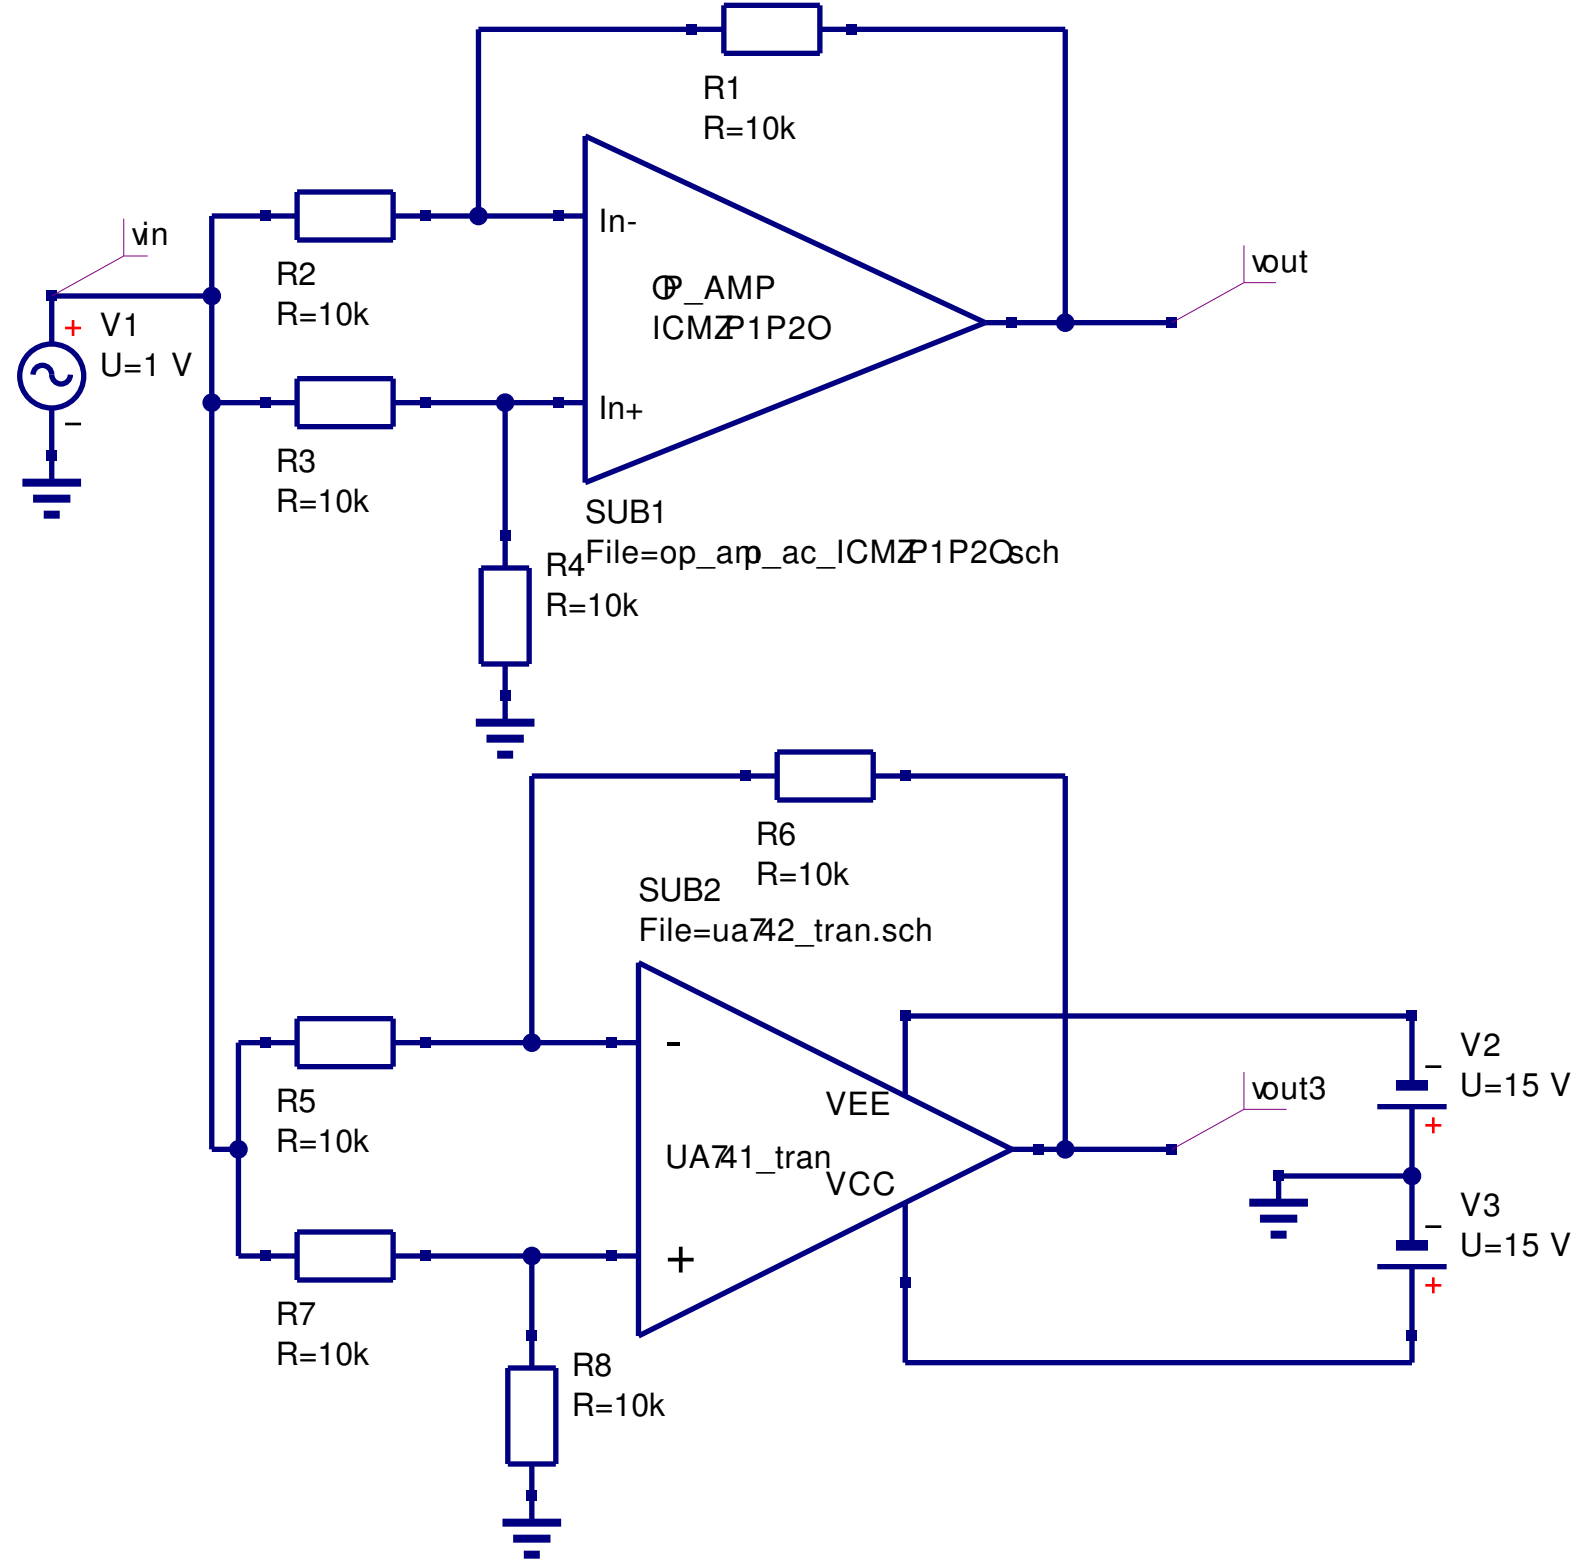 R1
R=10k
vin
In-
R2
R=10k
OP_AMP
ICMZP1P2O
vout
+
V1
U=1 V
−
In+
R3
R=10k
SUB1
File=op_amp_ac_ICMZP1P2O.sch
R4
R=10k
R6
R=10k
SUB2
File=ua742_tran.sch
-
R5
R=10k
VEE
UA741_tran
VCC
vout3
−
V2
U=15 V
+
−
V3
U=15 V
+
+
R7
R=10k
R8
R=10k